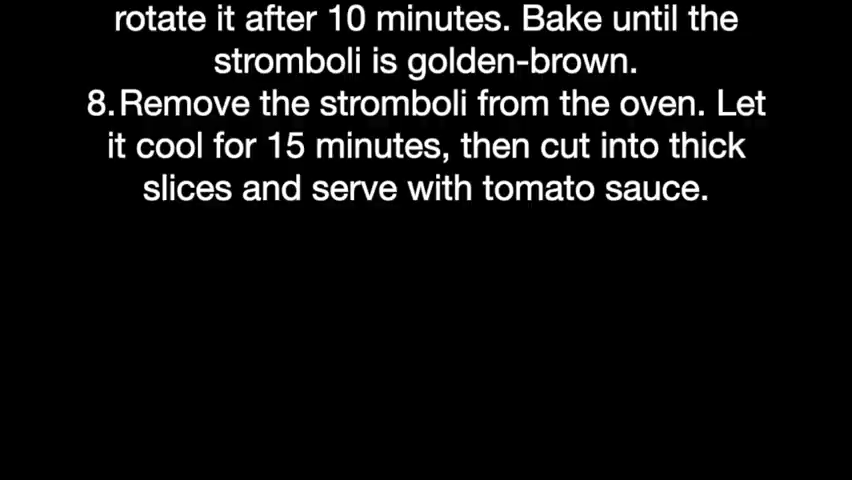 rotate it after 10 minutes. Bake until the
stromboli is golden-brown.
8. Remove the stromboli from the oven. Let
it cool for 15 minutes, then cut into thick
slices and serve with tomato sauce.